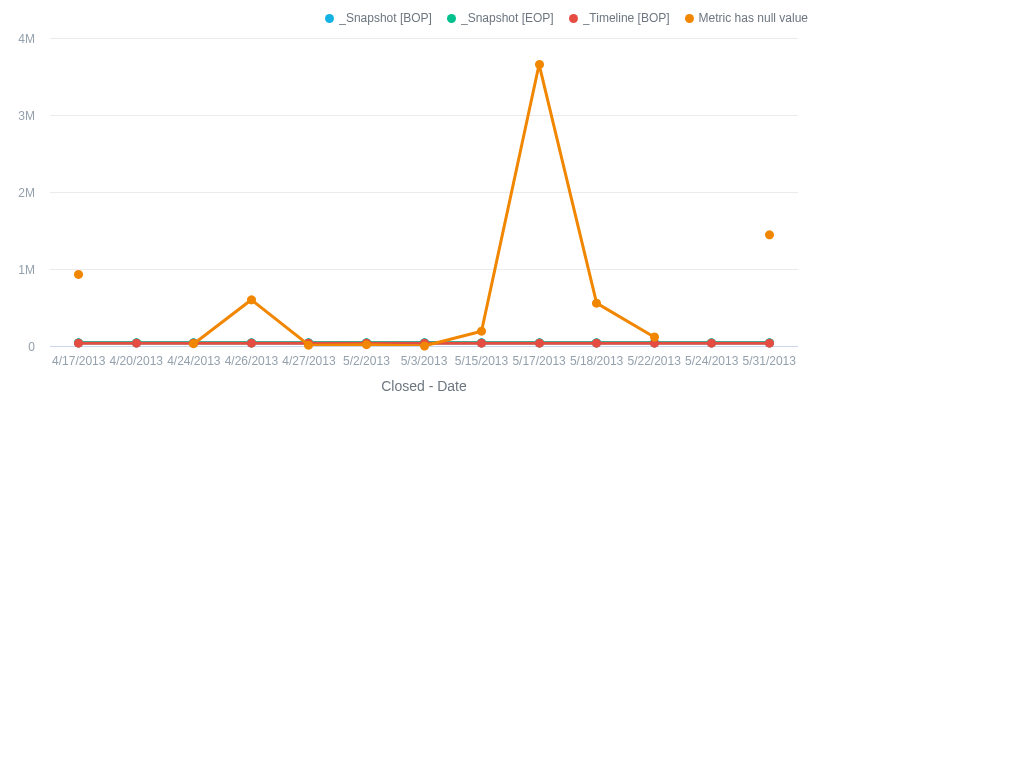 _Snapshot [BOP] _Snapshot [EOP] _Timeline [BOP] Metric has null value
4M
3M
2M
1M
0
4/17/2013 4/20/2013 4/24/2013 4/26/2013 4/27/2013 5/2/2013 5/3/2013 5/15/2013 5/17/2013 5/18/2013 5/22/2013 5/24/2013 5/31/2013
Closed - Date